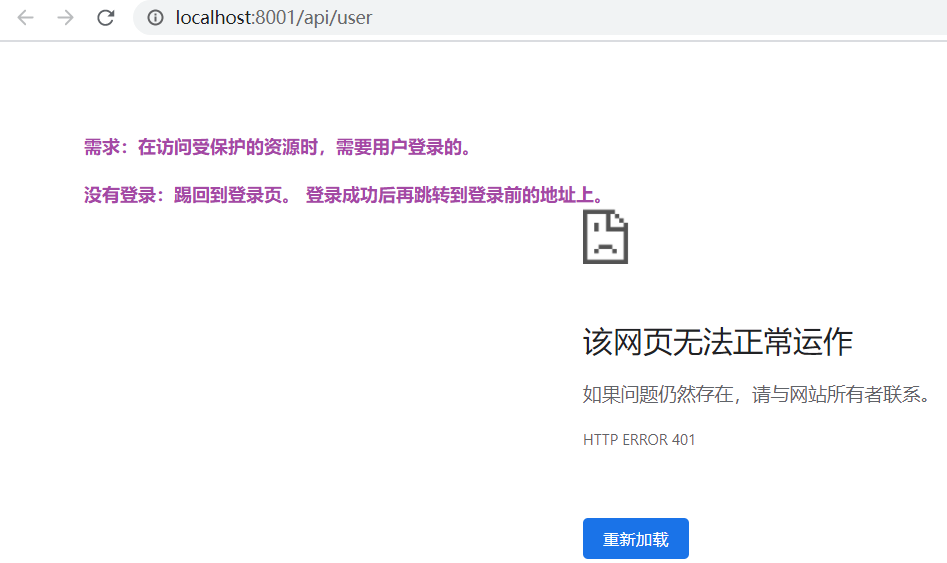 localhost:8001/api/user
需求：在访问受保护的资源时，需要用户登录的。
没有登录：踢回到登录页。 登录成功后再跳转到登录前的地址上。
该网页无法正常运作
如果问题仍然存在，请与网站所有者联系。
HTTP ERROR 401
重新加载